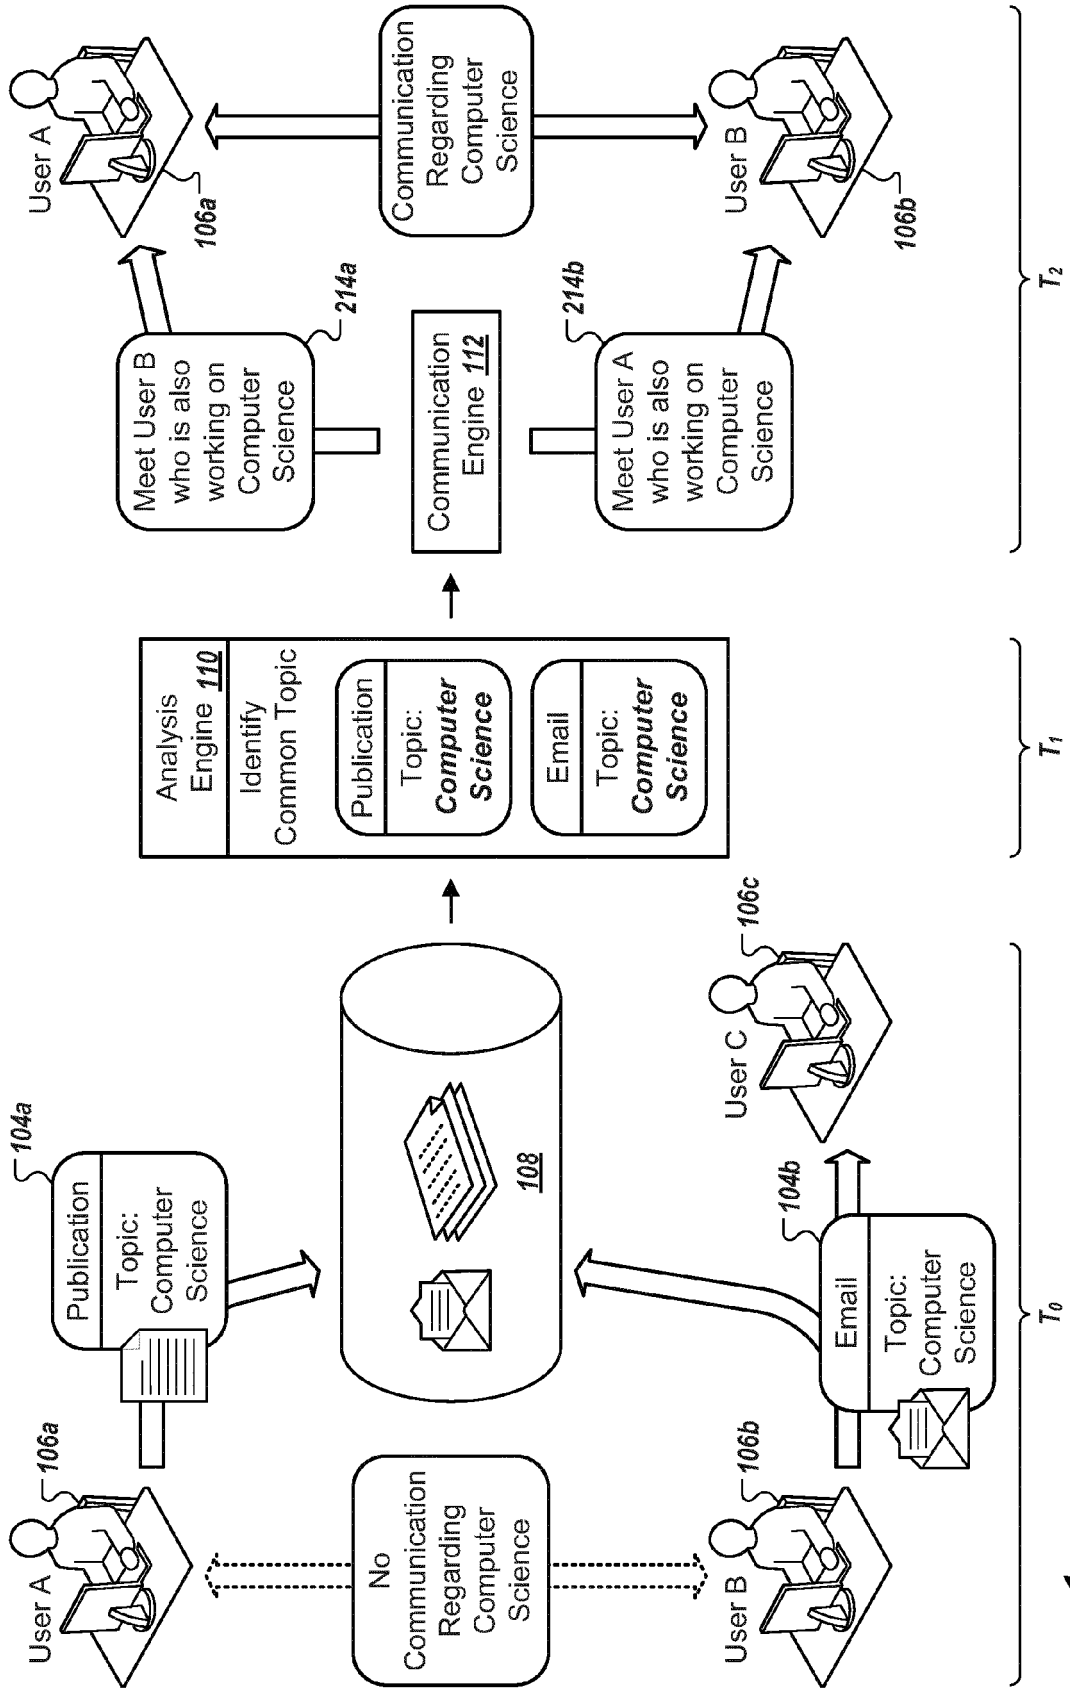 User A
106a
No
Communication
Regarding
Computer
Science
User B
106b
Publication
Topic:
Computer
Science
104a
108
Email
Topic:
Computer
Science
104b
User C
106c
T0
Analysis
Engine 110
Identify
Common Topic
Publication
Topic:
Computer
Science
Email
Topic:
Computer
Science
T1
Meet User B
who is also
working on
Computer
Science
214a
Communication
Engine 112
Meet User A
who is also
working on
Computer
Science
214b
User A
106a
Communication
Regarding
Computer
Science
User B
106b
T2